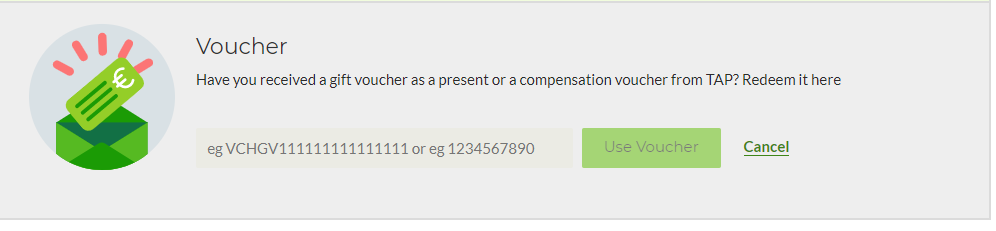 €
Voucher
Have you received a gift voucher as a present or a compensation voucher from TAP? Redeem it here
eg VCHGV111111111111111 or eg 1234567890
Use Voucher
Cancel